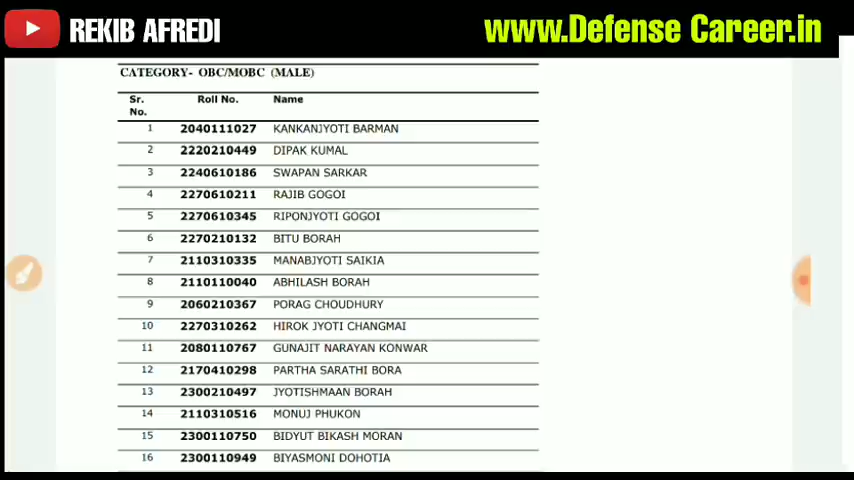 REKIB AFREDI
www.Defense Career.in
CATEGORY- OBC/MOBC (MALE)
Sr. No. Roll No. Name
1 2040111027 KANKANJYOTI BARMAN
2 2220210449 DIPAK KUMAL
3 2240610186 SWAPAN SARKAR
4 2270610211 RAJIB GOGOI
5 2270610345 RIPONJYOTI GOGOI
6 2270210132 BITU BORAH
7 2110310335 MANABJYOTI SAIKIA
8 2110110040 ABHILASH BORAH
9 2060210367 PORAG CHOUDHURY
10 2270310262 HIROK JYOTI CHANGMAI
11 2080110767 GUNAJIT NARAYAN KONWAR
12 2170410298 PARTHA SARATHI BORA
13 2300210497 JYOTISHMAAN BORAH
14 2110310516 MONUJ PHUKON
15 2300110750 BIDYUT BIKASH MORAN
16 2300110949 BIYASMONI DOHOTIA